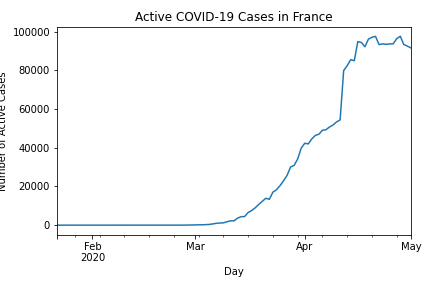 Active COVID-19 Cases in France
Number of Active Cases
100000
80000
60000
40000
20000
0
Feb
2020
Mar
Apr
May
Day